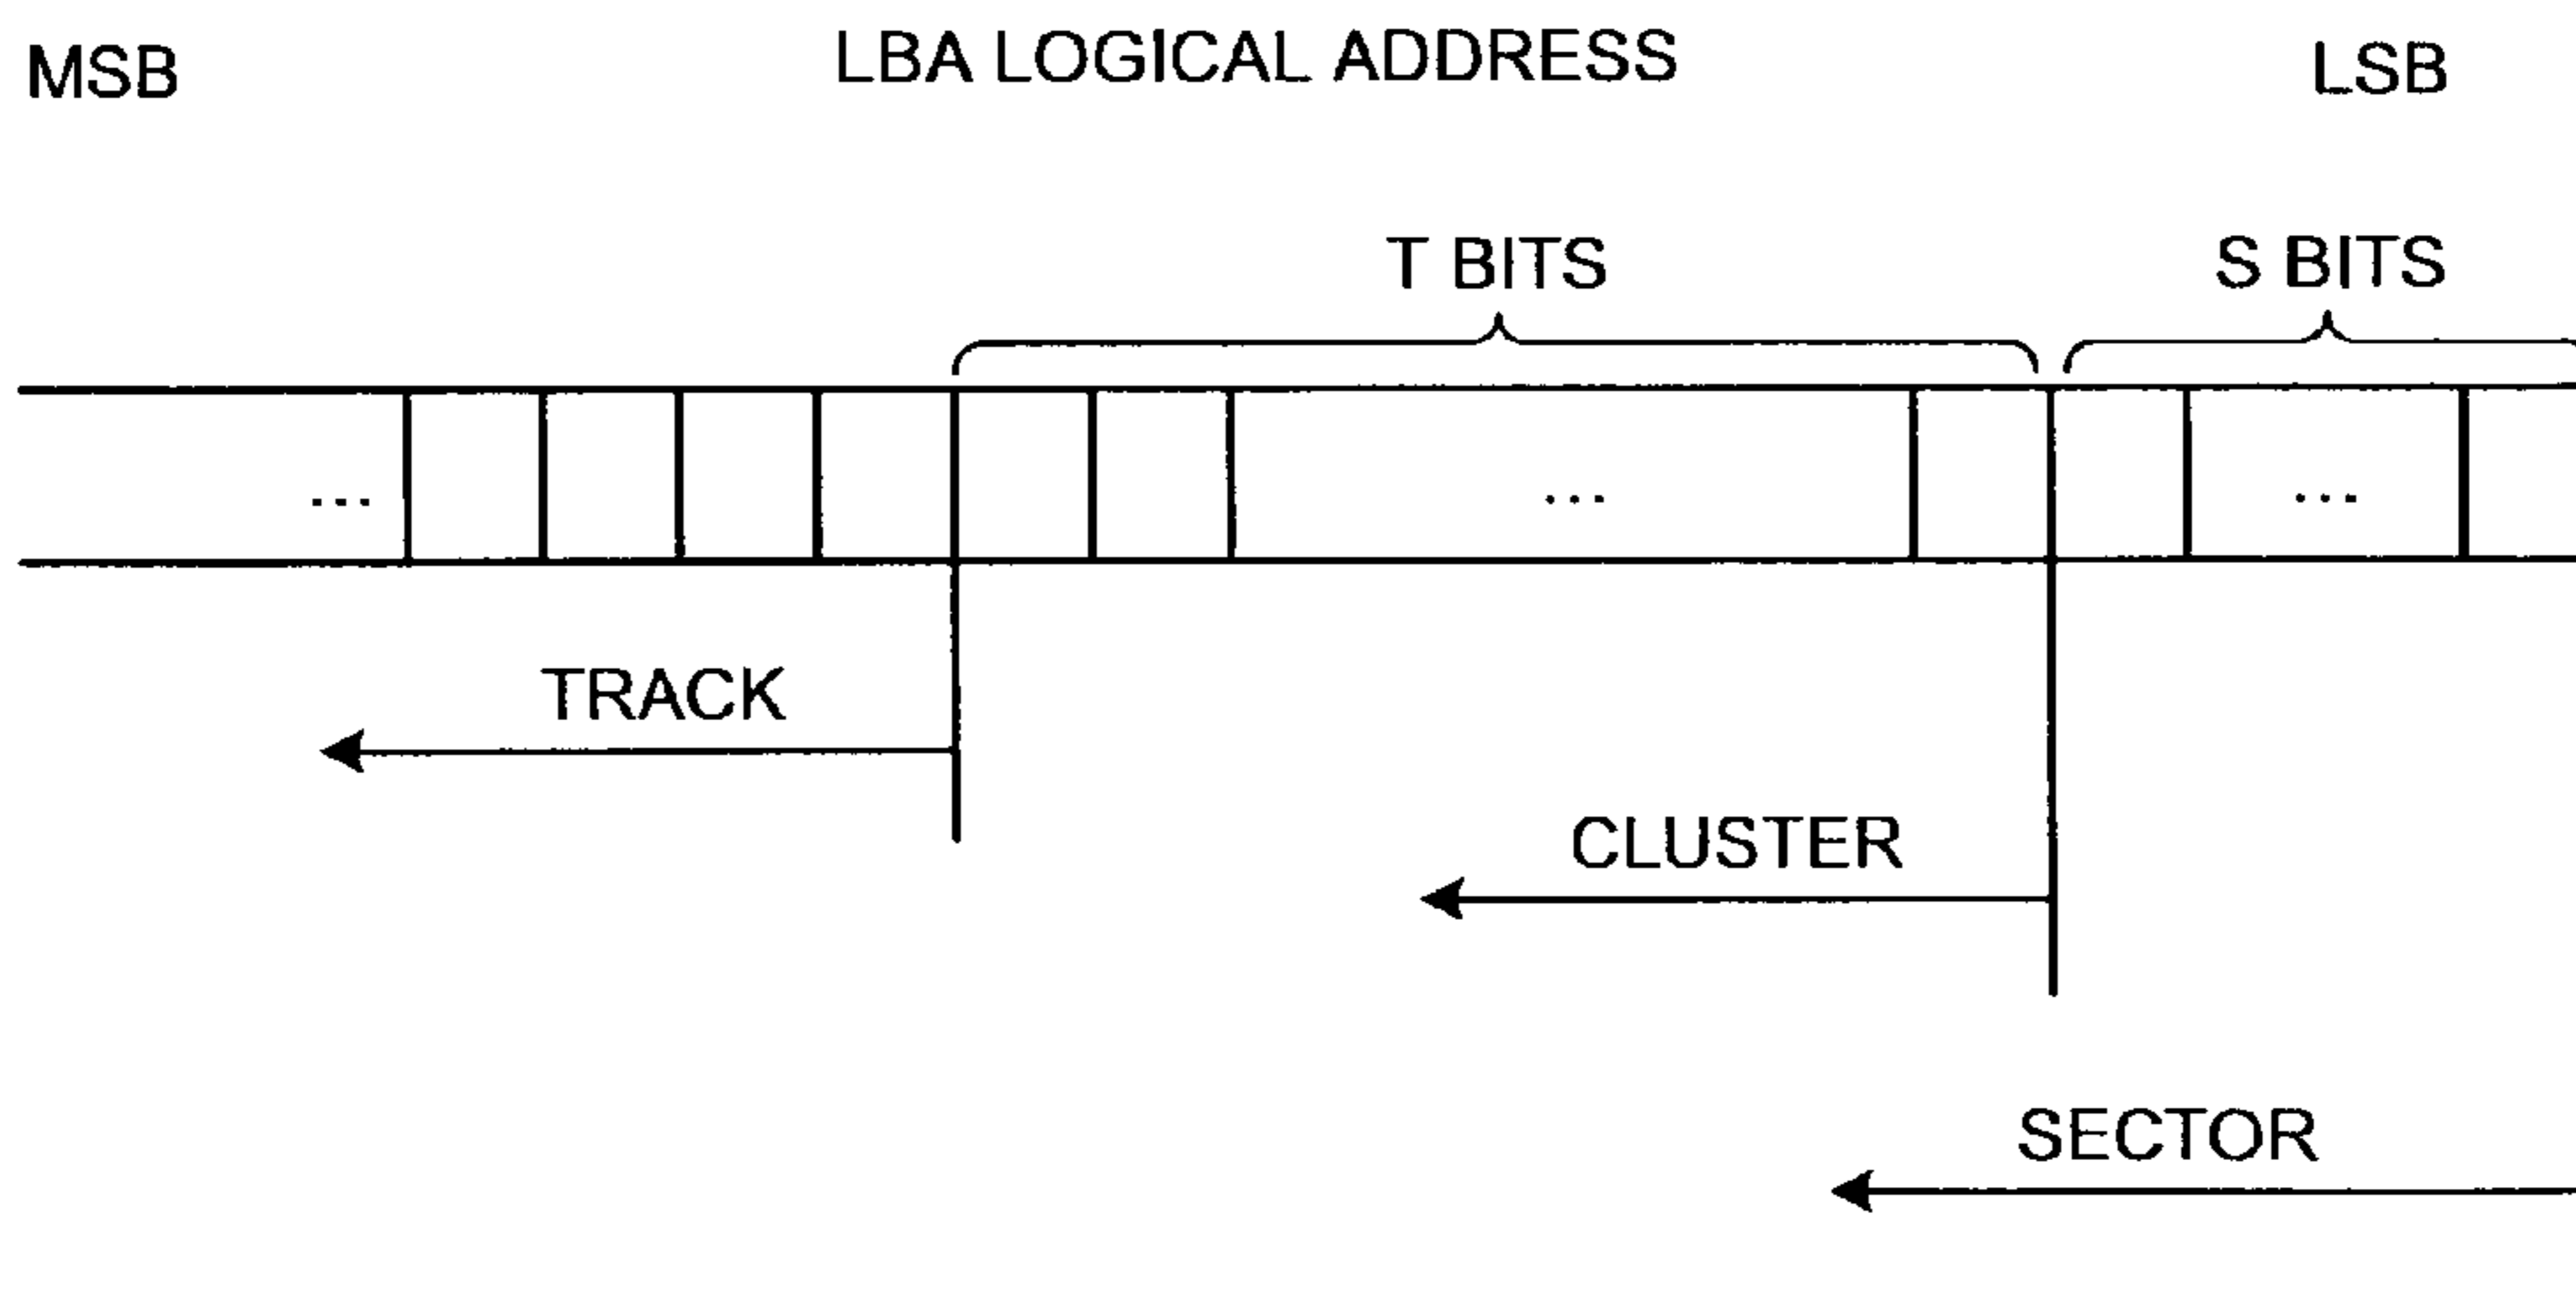 MSB
LBA LOGICAL ADDRESS
LSB
T BITS
S BITS
...
...
...
TRACK
CLUSTER
SECTOR